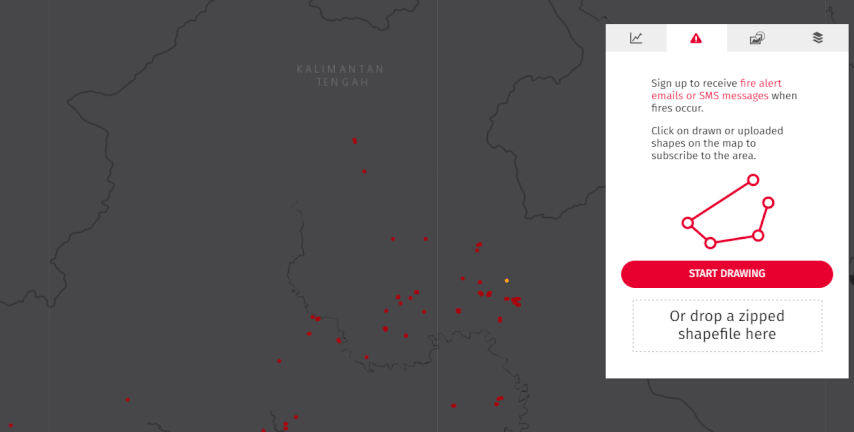 KALIMANTAN
TENGAH
Sign up to receive fire alert
emails or SMS messages when
fires occur.
Click on drawn or uploaded
shapes on the map to
subscribe to the area.
START DRAWING
Or drop a zipped
shapefile here